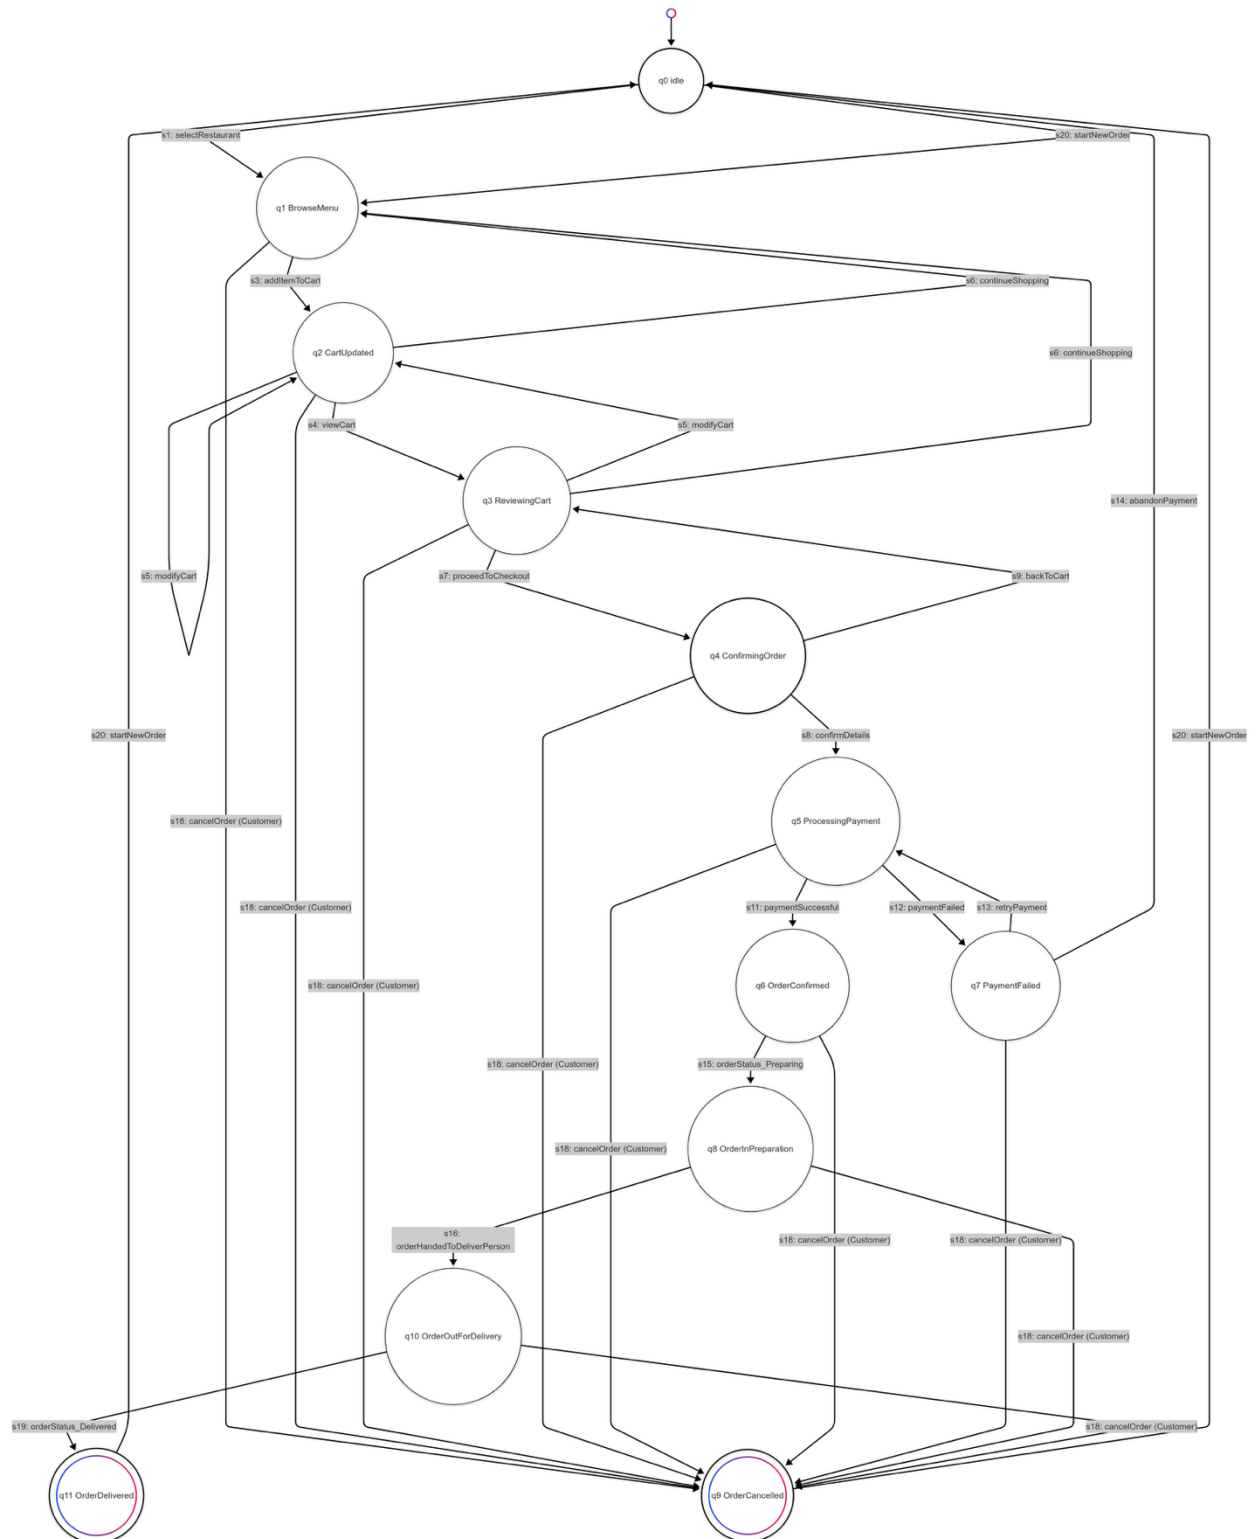 q0 idle
s1: selectRestaurant
s20: startNewOrder
q1 BrowseMenu
s3: addItemToCart
s6: continueShopping
q2 CartUpdated
s6: continueShopping
s4: viewCart
s5: modifyCart
q3 ReviewingCart
s14: abandonPayment
s5: modifyCart
s7: proceedToCheckout
s9: backToCart
q4 ConfirmingOrder
s20: startNewOrder
s8: confirmDetails
s20: startNewOrder
s18: cancelOrder (Customer)
q5 ProcessingPayment
s18: cancelOrder (Customer)
s11: paymentSuccessful
s12: paymentFailed
s13: retryPayment
s18: cancelOrder (Customer)
q6 OrderConfirmed
q7 PaymentFailed
s18: cancelOrder (Customer)
s15: orderStatus_Preparing
s18: cancelOrder (Customer)
q8 OrderInPreparation
s16:
orderHandedToDeliverPerson
s18: cancelOrder (Customer)
s18: cancelOrder (Customer)
q10 OrderOutForDelivery
s18: cancelOrder (Customer)
s19: orderStatus_Delivered
s18: cancelOrder (Customer)
q11 OrderDelivered
q9 OrderCancelled